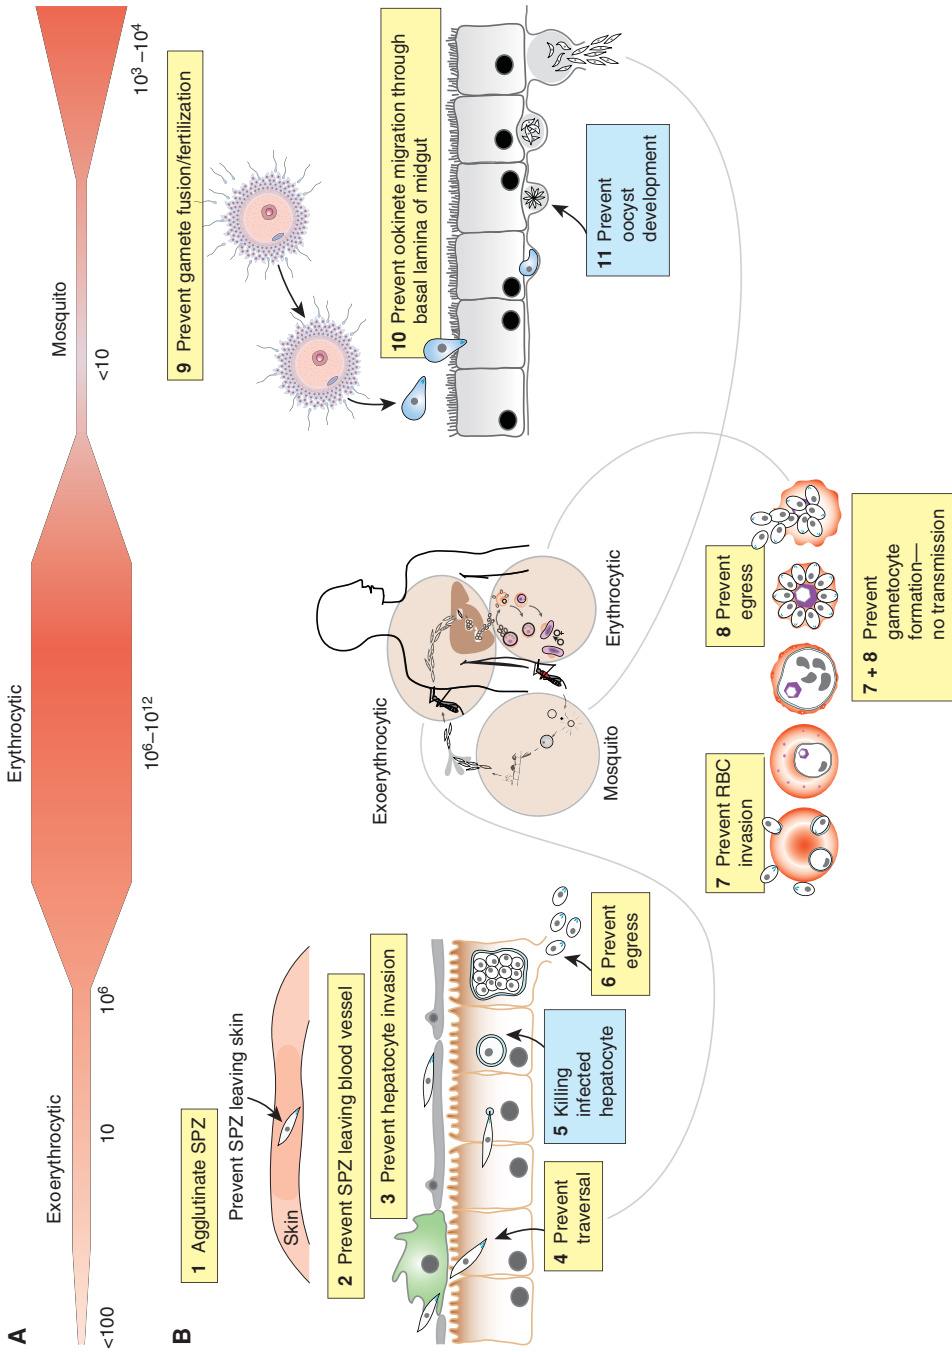 A
Exoerythrocytic
Erythrocytic
Mosquito
<100
10
10⁶
10⁶–10¹²
<10
10³–10⁴
B
1 Agglutinate SPZ
Prevent SPZ leaving skin
Skin
2 Prevent SPZ leaving blood vessel
3 Prevent hepatocyte invasion
4 Prevent
traversal
5 Killing
infected
hepatocyte
6 Prevent
egress
Exoerythrocytic
Mosquito
Erythrocytic
7 Prevent RBC
invasion
8 Prevent
egress
7 + 8 Prevent
gametocyte
formation—
no transmission
9 Prevent gamete fusion/fertilization
10 Prevent ookinete migration through
basal lamina of midgut
11 Prevent
oocyst
development